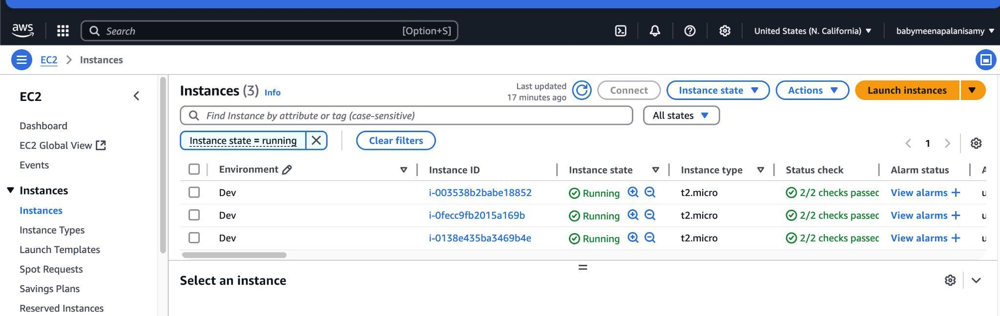 aws
Search [Option+S]
United States (N. California)
babymeenapalanisamy
EC2 > Instances
EC2
Dashboard
EC2 Global View
Events
Instances
Instances
Instance Types
Launch Templates
Spot Requests
Savings Plans
Reserved Instances
Instances (3) Info
Last updated
17 minutes ago
Connect
Instance state
Actions
Launch instances
Find Instance by attribute or tag (case-sensitive)
All states
Instance state = running
Clear filters
1
Environment Instance ID Instance state Instance type Status check Alarm status
Dev i-003538b2babe18852 Running t2.micro 2/2 checks passed View alarms +
Dev i-0fecc9fb2015a169b Running t2.micro 2/2 checks passed View alarms +
Dev i-0138e435ba3469b4e Running t2.micro 2/2 checks passed View alarms +
Select an instance